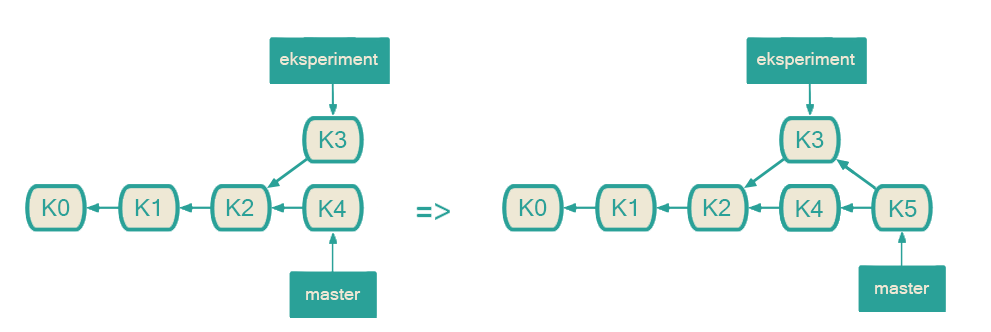 eksperiment
K3
K0 K1 K2 K4
master
=>
eksperiment
K3
K0 K1 K2 K4 K5
master